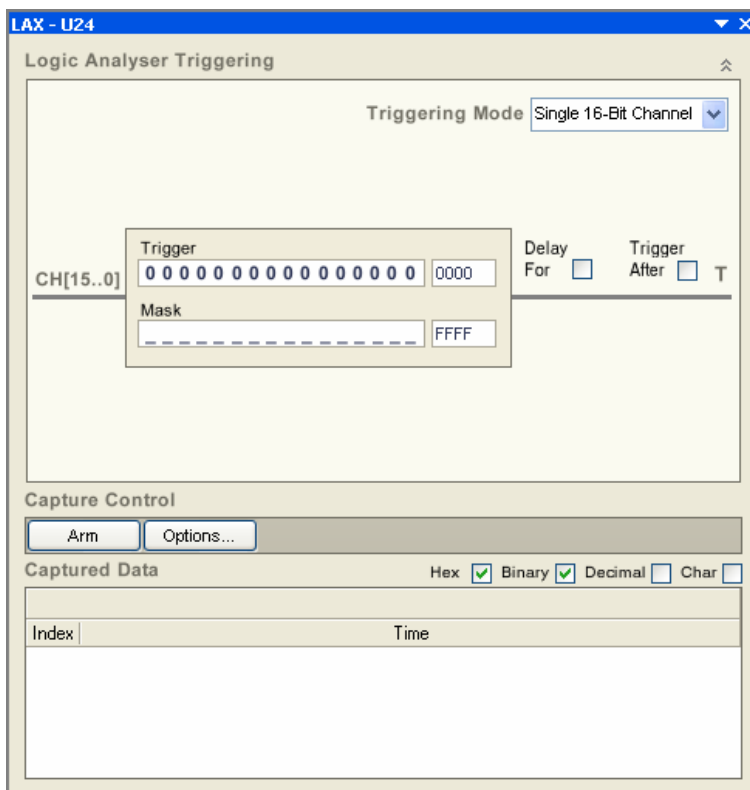 LAX - U24
Logic Analyser Triggering
Triggering Mode Single 16-Bit Channel
Trigger
0 0 0 0 0 0 0 0 0 0 0 0 0 0 0 0 0000
Mask
_ _ _ _ _ _ _ _ _ _ _ _ _ _ _ _ FFFF
CH[15..0]
Delay For
Trigger After
T
Capture Control
Arm Options...
Captured Data Hex Binary Decimal Char
Index Time